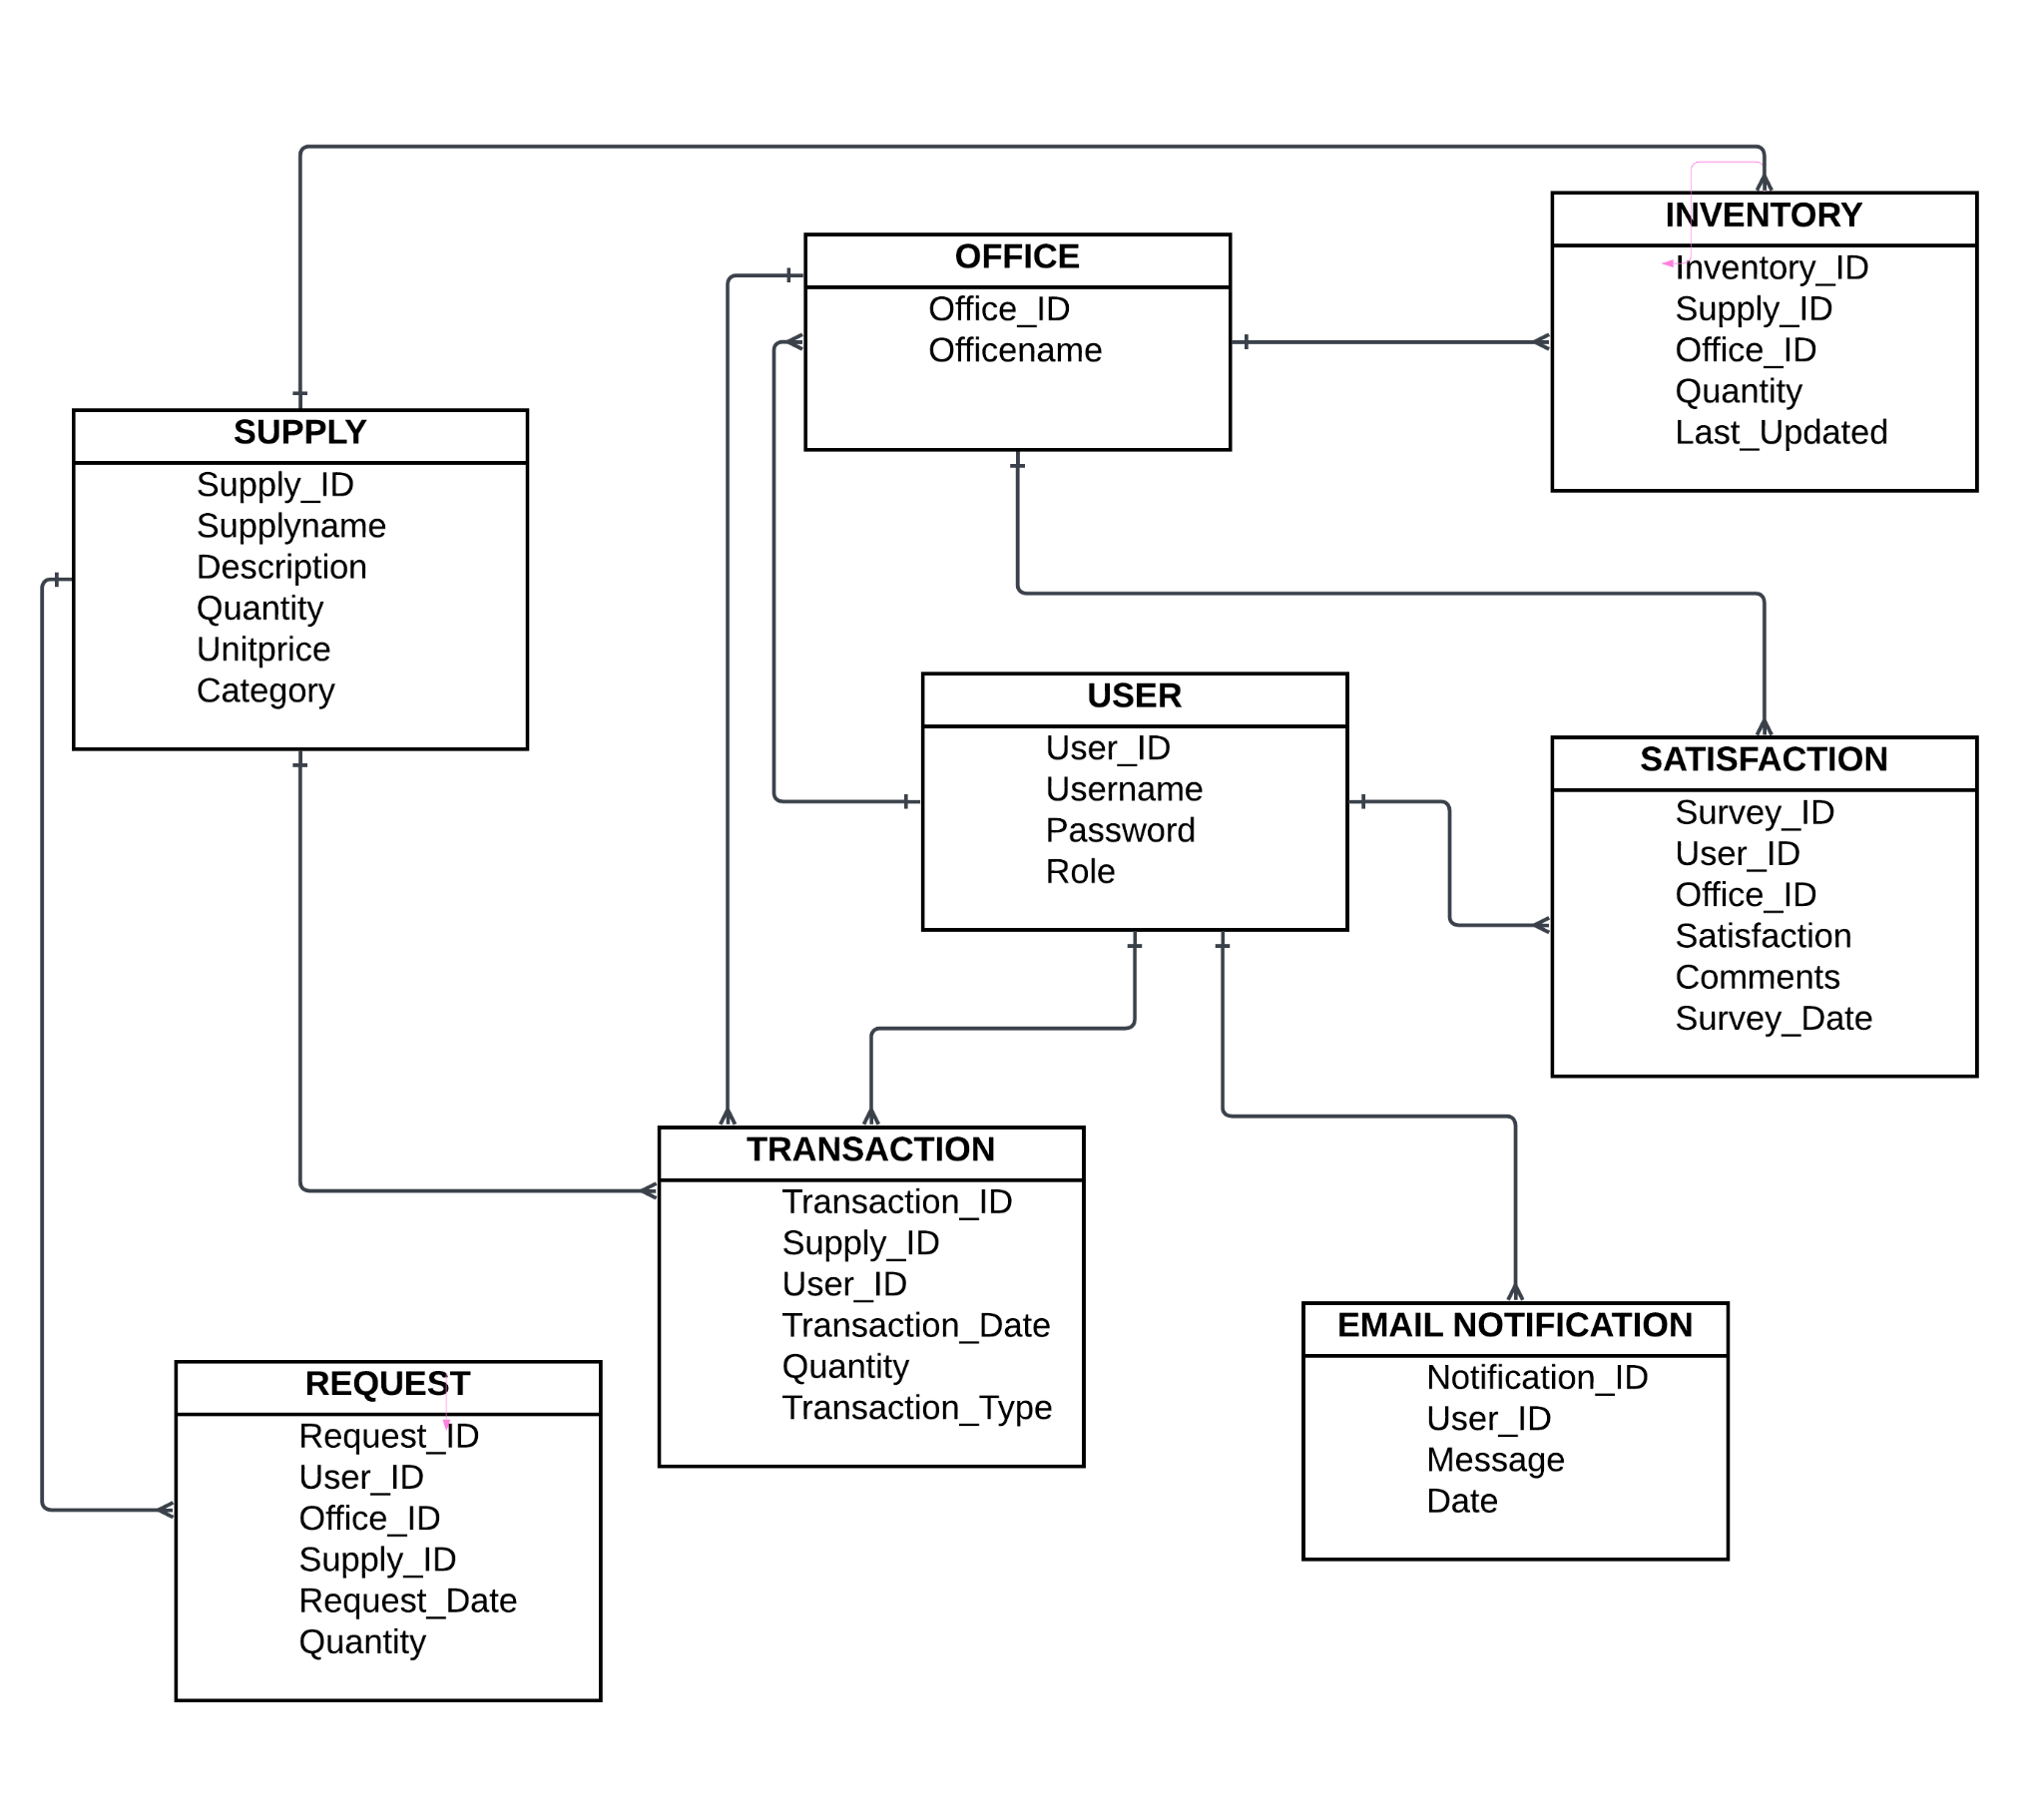 INVENTORY
Inventory_ID
Supply_ID
Office_ID
Quantity
Last_Updated
OFFICE
Office_ID
Officename
SUPPLY
Supply_ID
Supplyname
Description
Quantity
Unitprice
Category
USER
User_ID
Username
Password
Role
SATISFACTION
Survey_ID
User_ID
Office_ID
Satisfaction
Comments
Survey_Date
TRANSACTION
Transaction_ID
Supply_ID
User_ID
Transaction_Date
Quantity
Transaction_Type
EMAIL NOTIFICATION
Notification_ID
User_ID
Message
Date
REQUEST
Request_ID
User_ID
Office_ID
Supply_ID
Request_Date
Quantity